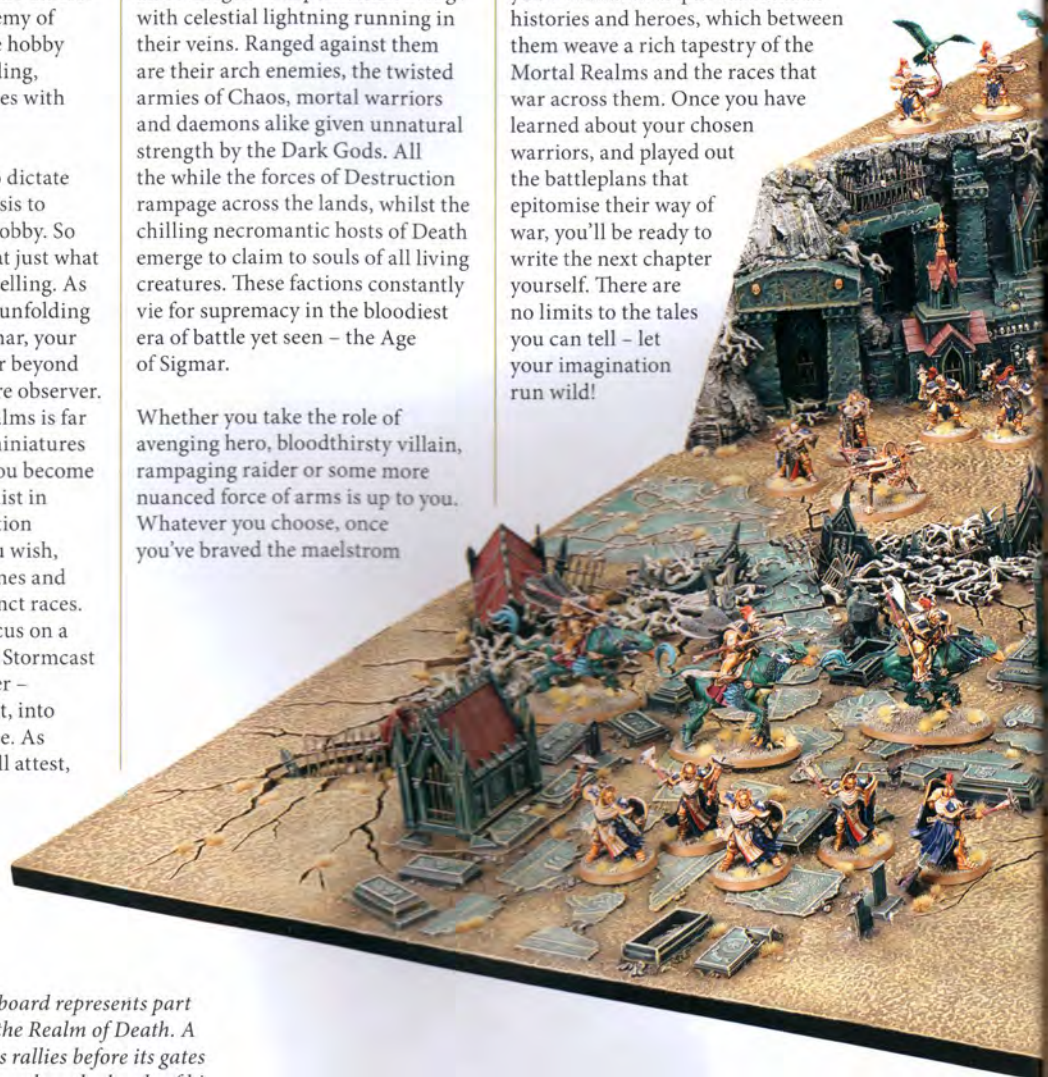 emy of
e hobby
ling,
es with
o dictate
sis to
obby. So
at just what
elling. As
unfolding
nar, your
r beyond
re observer.
alms is far
niniatures
ou become
list in
tion
u wish,
nes and
nct races.
cus on a
Stormcast
er –
t, into
e. As
ll attest,
with celestial lightning running in
their veins. Ranged against them
are their arch enemies, the twisted
armies of Chaos, mortal warriors
and daemons alike given unnatural
strength by the Dark Gods. All
the while the forces of Destruction
rampage across the lands, whilst the
chilling necromantic hosts of Death
emerge to claim to souls of all living
creatures. These factions constantly
vie for supremacy in the bloodiest
era of battle yet seen – the Age
of Sigmar.
Whether you take the role of
avenging hero, bloodthirsty villain,
rampaging raider or some more
nuanced force of arms is up to you.
Whatever you choose, once
you've braved the maelstrom
histories and heroes, which between
them weave a rich tapestry of the
Mortal Realms and the races that
war across them. Once you have
learned about your chosen
warriors, and played out
the battleplans that
epitomise their way of
war, you'll be ready to
write the next chapter
yourself. There are
no limits to the tales
you can tell – let
your imagination
run wild!
board represents part
the Realm of Death. A
s rallies before its gates